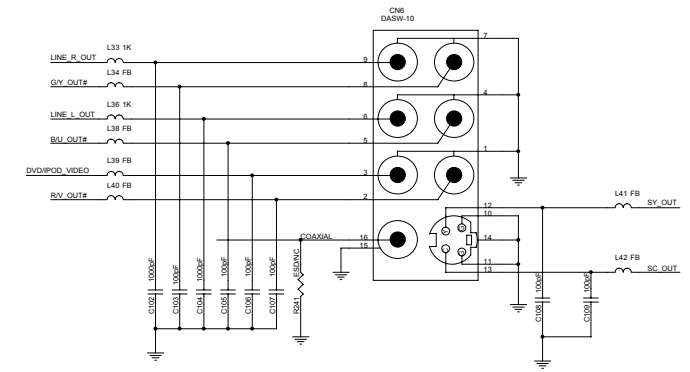 CN6
DASW-10
L33 1K
LINE_R_OUT
9
7
L34 FB
G/Y_OUT#
8
L36 1K
LINE_L_OUT
6
4
L38 FB
B/U_OUT#
5
L39 FB
DVD/IPOD_VIDEO
3
1
L40 FB
R/V_OUT#
2
12
10
L41 FB
SY_OUT
COAXIAL
16
15
14
11
13
L42 FB
SC_OUT
C102 1000pF
C103 100pF
C104 1000pF
C105 100pF
C106 100pF
C107 100pF
R241 ESD/NC
C108 100pF
C109 100pF